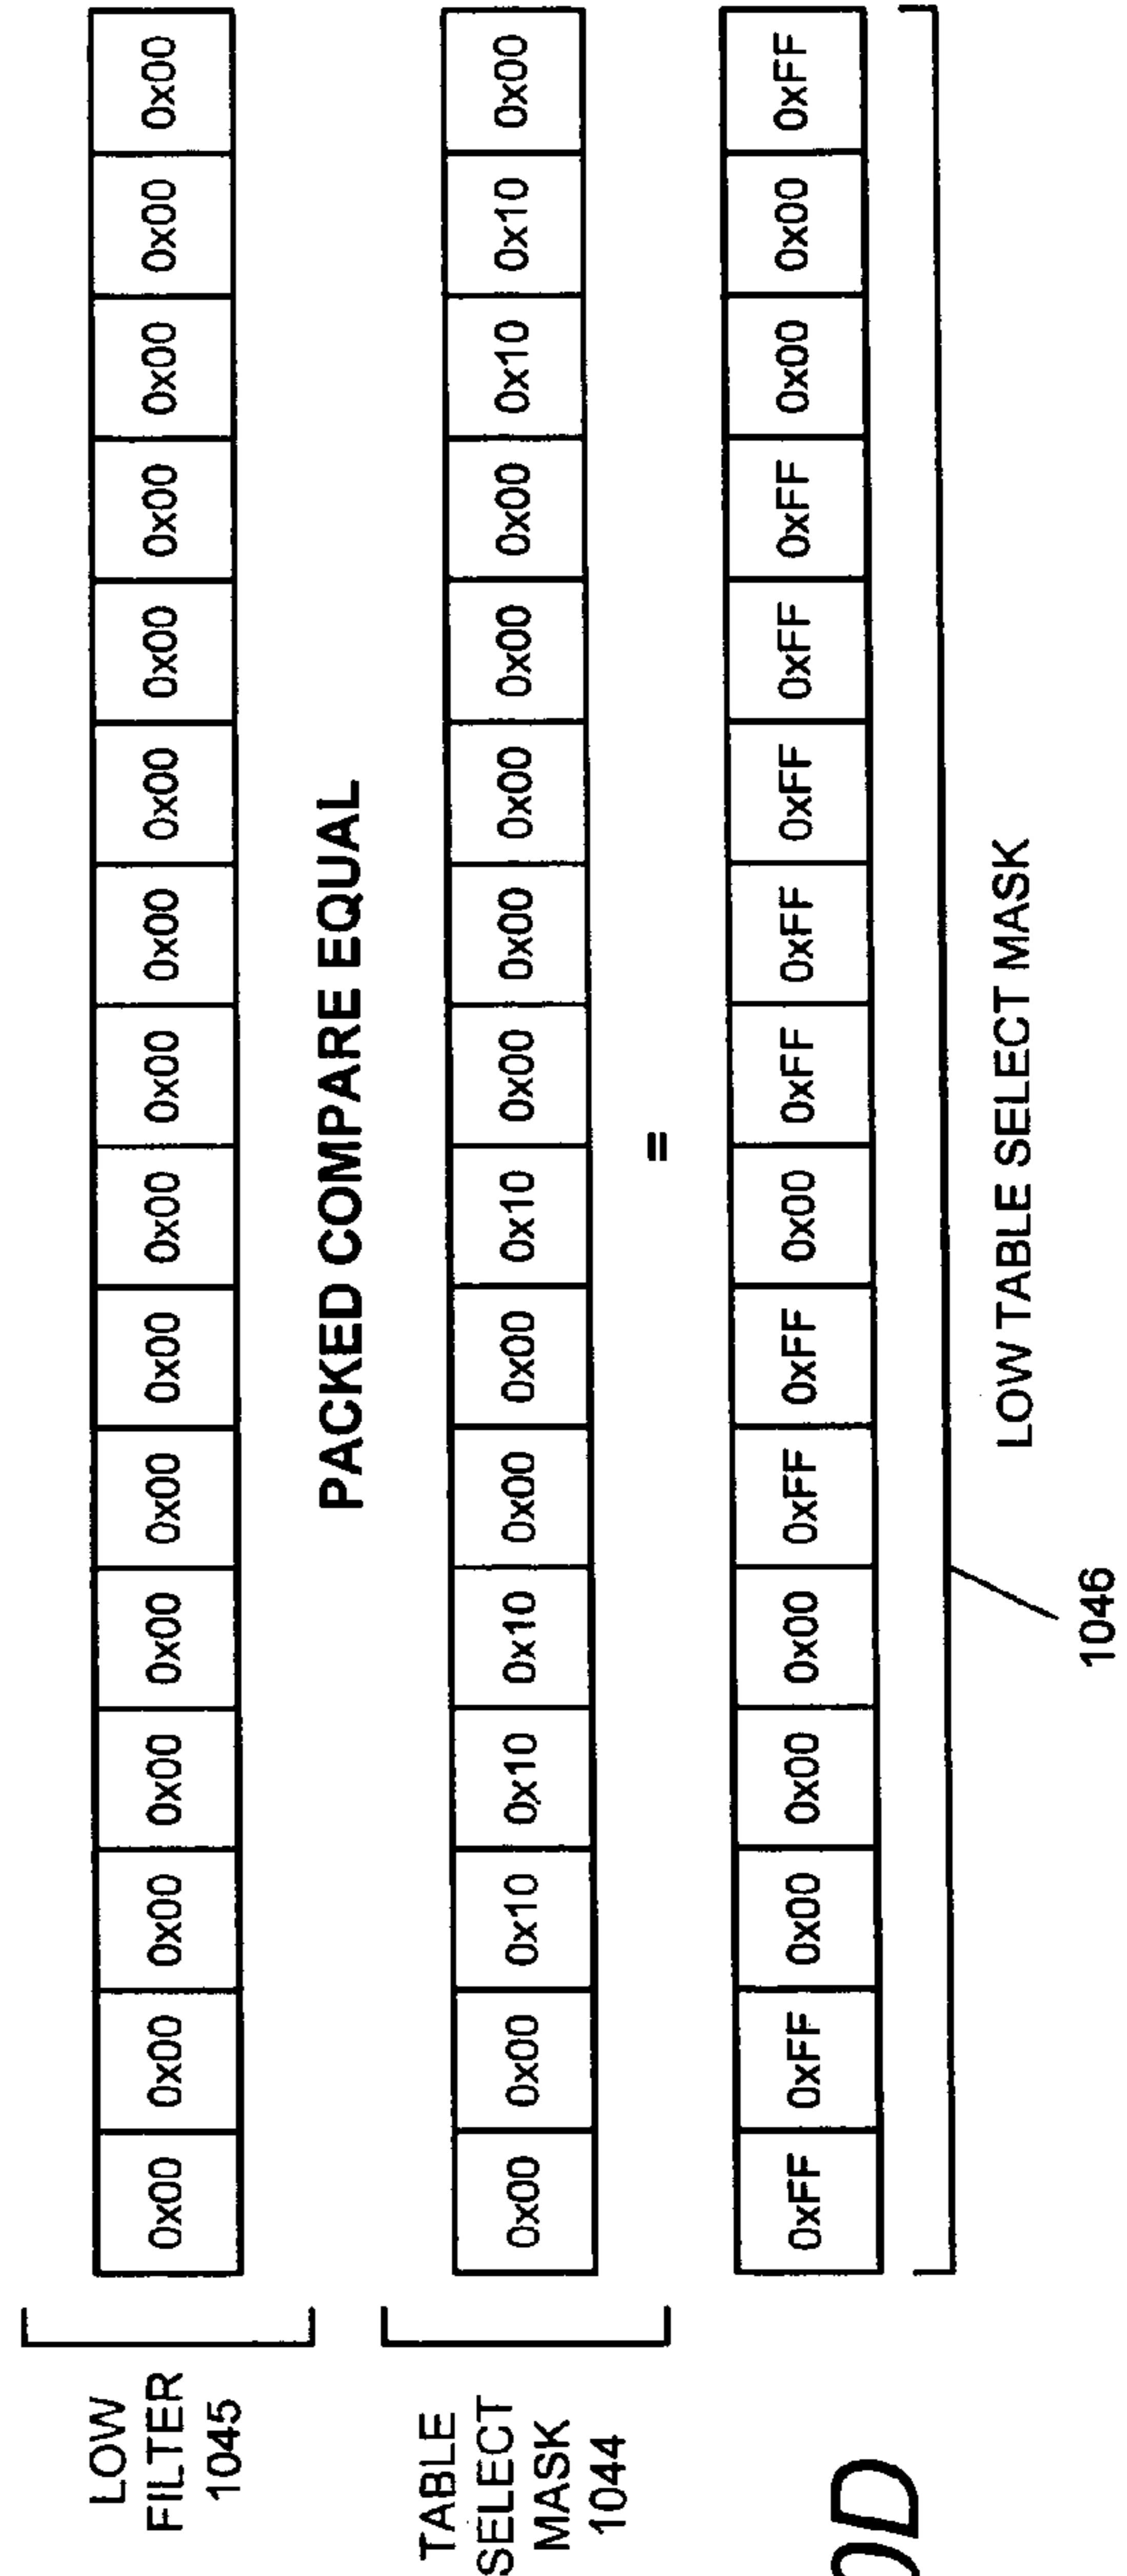 LOW
FILTER
1045
0x00 0x00 0x00 0x00 0x00 0x00 0x00 0x00 0x00 0x00 0x00 0x00 0x00 0x00 0x00 0x00
PACKED COMPARE EQUAL
TABLE
SELECT
MASK
1044
0x00 0x00 0x10 0x10 0x10 0x00 0x00 0x10 0x00 0x00 0x00 0x00 0x00 0x10 0x10 0x00
=
0xFF 0xFF 0x00 0x00 0x00 0xFF 0xFF 0x00 0xFF 0xFF 0xFF 0xFF 0xFF 0x00 0x00 0xFF
LOW TABLE SELECT MASK
1046
0D